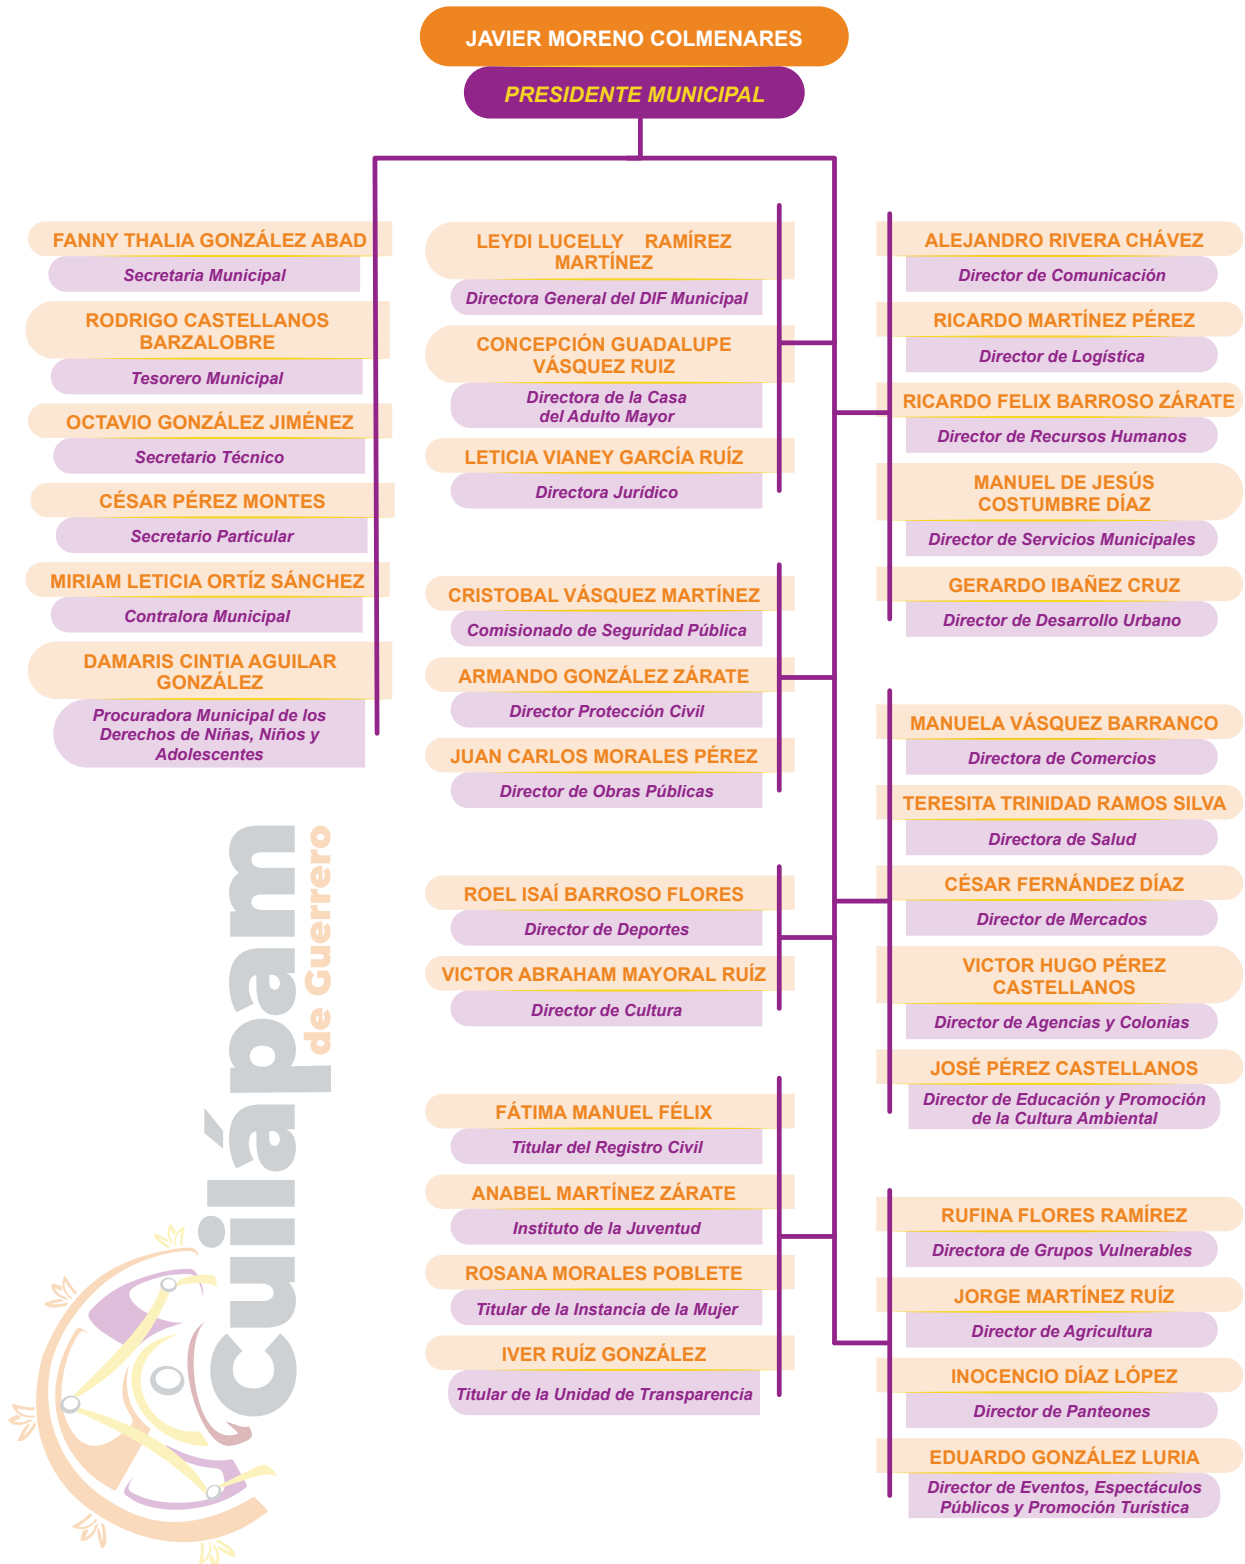 JAVIER MORENO COLMENARES
PRESIDENTE MUNICIPAL
FANNY THALIA GONZÁLEZ ABAD
Secretaria Municipal
RODRIGO CASTELLANOS
BARZALOBRE
Tesorero Municipal
OCTAVIO GONZÁLEZ JIMÉNEZ
Secretario Técnico
CÉSAR PÉREZ MONTES
Secretario Particular
MIRIAM LETICIA ORTÍZ SÁNCHEZ
Contralora Municipal
DAMARIS CINTIA AGUILAR
GONZÁLEZ
Procuradora Municipal de los
Derechos de Niñas, Niños y
Adolescentes
LEYDI LUCELLY RAMÍREZ
MARTÍNEZ
Directora General del DIF Municipal
CONCEPCIÓN GUADALUPE
VÁSQUEZ RUIZ
Directora de la Casa
del Adulto Mayor
LETICIA VIANEY GARCÍA RUÍZ
Directora Jurídico
CRISTOBAL VÁSQUEZ MARTÍNEZ
Comisionado de Seguridad Pública
ARMANDO GONZÁLEZ ZÁRATE
Director Protección Civil
JUAN CARLOS MORALES PÉREZ
Director de Obras Públicas
ROEL ISAÍ BARROSO FLORES
Director de Deportes
VICTOR ABRAHAM MAYORAL RUÍZ
Director de Cultura
FÁTIMA MANUEL FÉLIX
Titular del Registro Civil
ANABEL MARTÍNEZ ZÁRATE
Instituto de la Juventud
ROSANA MORALES POBLETE
Titular de la Instancia de la Mujer
IVER RUÍZ GONZÁLEZ
Titular de la Unidad de Transparencia
ALEJANDRO RIVERA CHÁVEZ
Director de Comunicación
RICARDO MARTÍNEZ PÉREZ
Director de Logística
RICARDO FELIX BARROSO ZÁRATE
Director de Recursos Humanos
MANUEL DE JESÚS
COSTUMBRE DÍAZ
Director de Servicios Municipales
GERARDO IBAÑEZ CRUZ
Director de Desarrollo Urbano
MANUELA VÁSQUEZ BARRANCO
Directora de Comercios
TERESITA TRINIDAD RAMOS SILVA
Directora de Salud
CÉSAR FERNÁNDEZ DÍAZ
Director de Mercados
VICTOR HUGO PÉREZ
CASTELLANOS
Director de Agencias y Colonias
JOSÉ PÉREZ CASTELLANOS
Director de Educación y Promoción
de la Cultura Ambiental
RUFINA FLORES RAMÍREZ
Directora de Grupos Vulnerables
JORGE MARTÍNEZ RUÍZ
Director de Agricultura
INOCENCIO DÍAZ LÓPEZ
Director de Panteones
EDUARDO GONZÁLEZ LURIA
Director de Eventos, Espectáculos
Públicos y Promoción Turística
cuilápam
de Guerrero